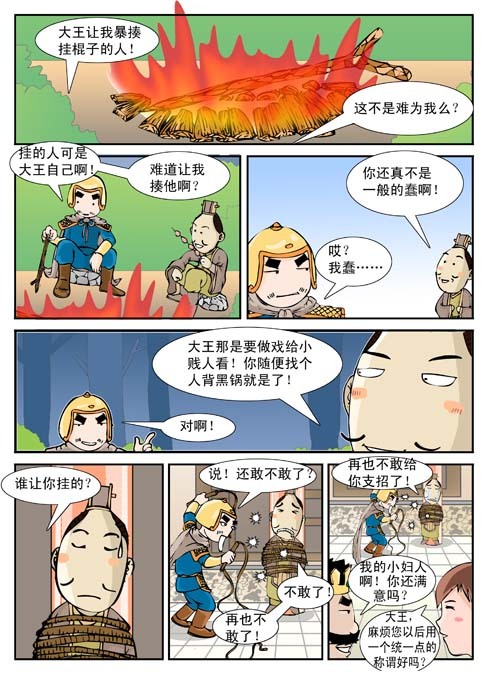 大王让我暴揍
挂棍子的人！
这不是难为我么？
挂的人可是
大王自己啊！
难道让我
揍他啊？
你还真不是
一般的蠢啊！
哎？
我蠢……
大王那是要做戏给小
贱人看！你随便找个
人背黑锅就是了！
对啊！
谁让你挂的？
说！还敢不敢了？
不敢了！
再也不
敢了！
再也不敢给
你支招了！
我的小妇人
啊！你还满
意吗？
大王，
麻烦您以后用
一个统一点的
称谓好吗？